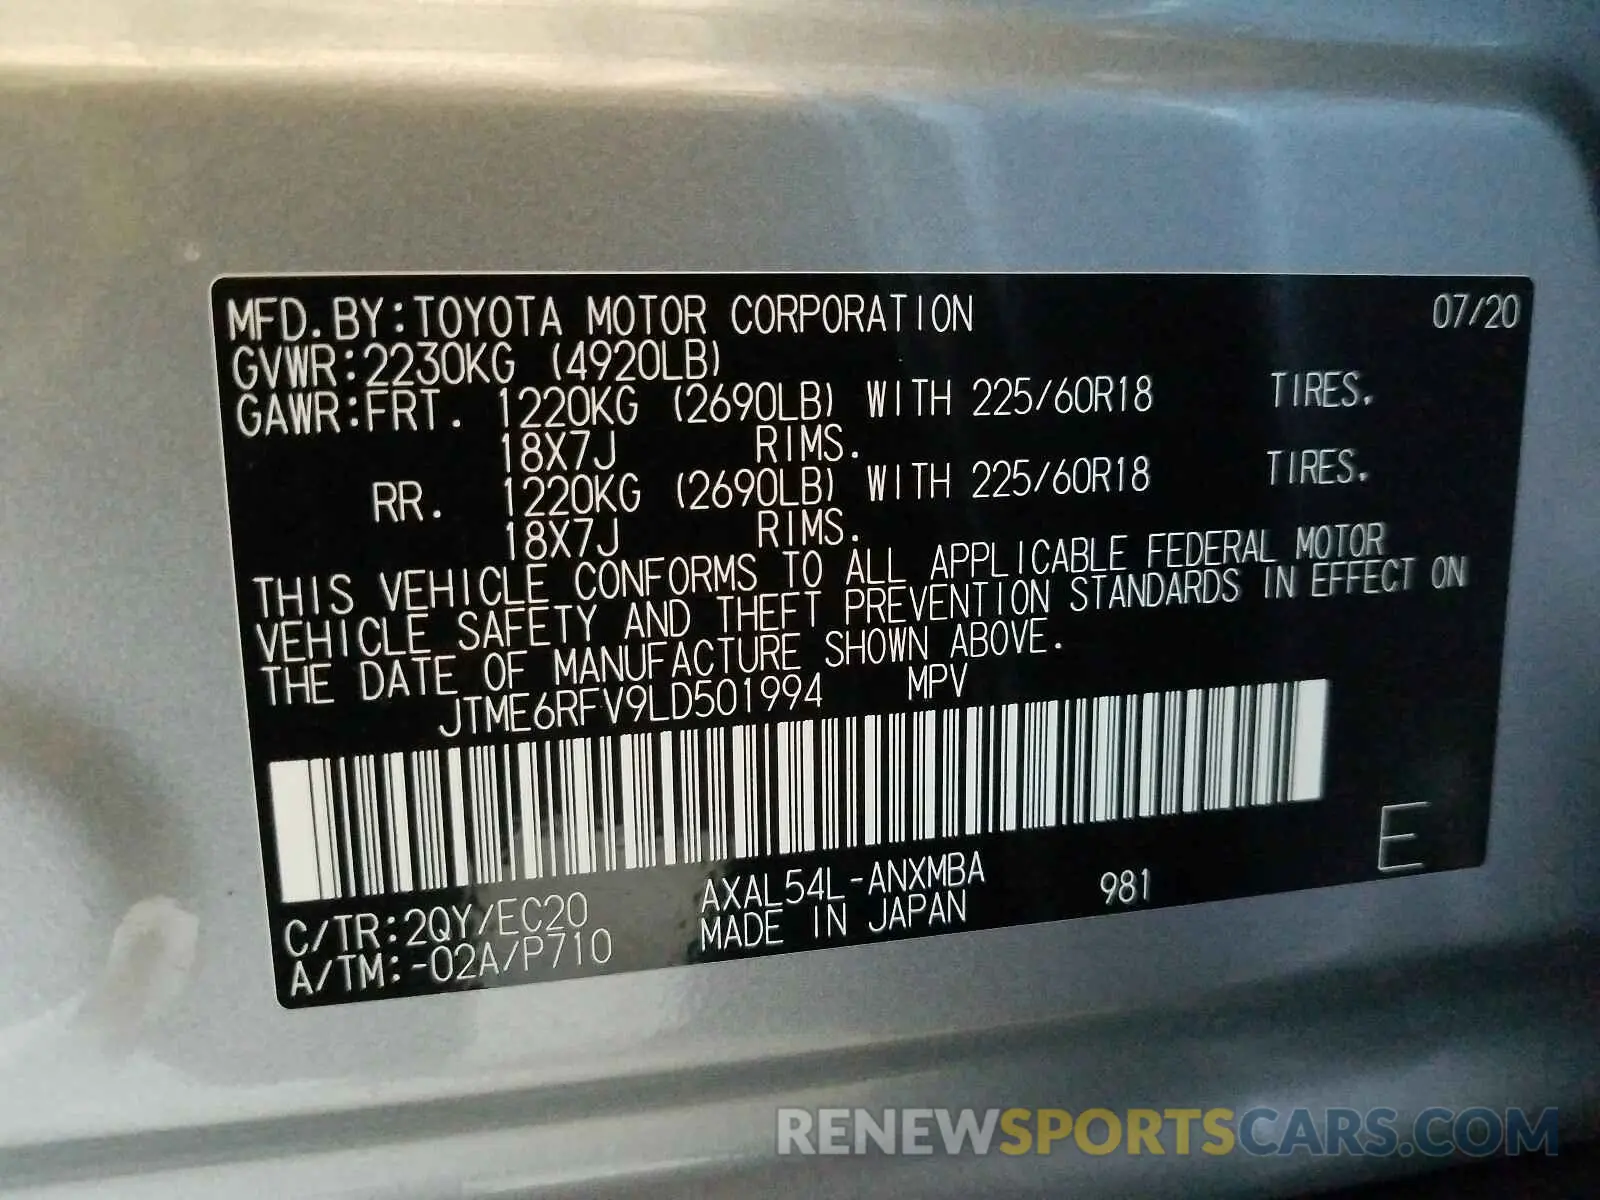 MFD.BY:TOYOTA MOTOR CORPORATION 07/20
GVWR:2230KG (4920LB)
GAWR:FRT. 1220KG (2690LB) WITH 225/60R18 TIRES.
18X7J RIMS.
RR. 1220KG (2690LB) WITH 225/60R18 TIRES.
18X7J RIMS.
THIS VEHICLE CONFORMS TO ALL APPLICABLE FEDERAL MOTOR
VEHICLE SAFETY AND THEFT PREVENTION STANDARDS IN EFFECT ON
THE DATE OF MANUFACTURE SHOWN ABOVE.
JTME6RFV9LD501994 MPV
E
C/TR:2QY/EC20 AXAL54L-ANXMBA 981
A/TM:-02A/P710 MADE IN JAPAN
RENEWSPORTSCARS.COM